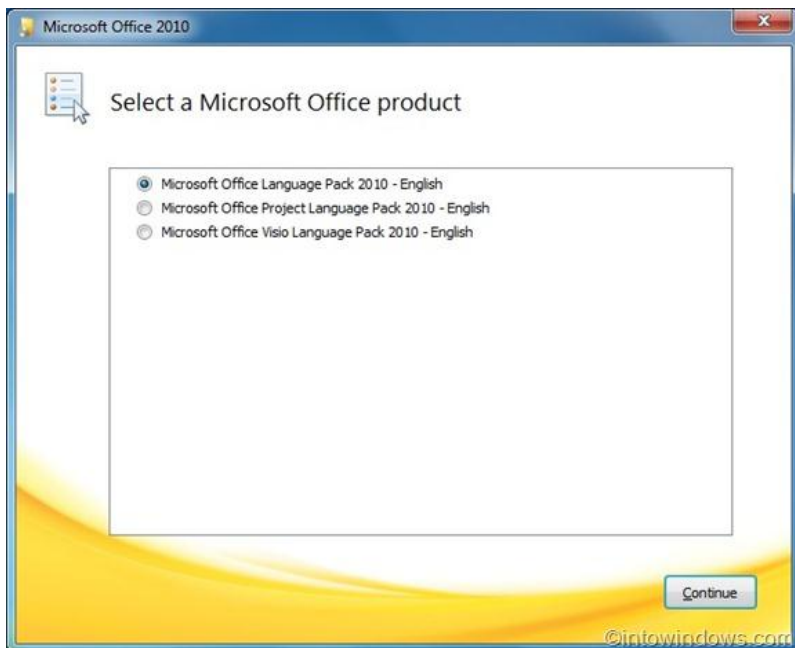 Microsoft Office 2010
Select a Microsoft Office product
Microsoft Office Language Pack 2010 - English
Microsoft Office Project Language Pack 2010 - English
Microsoft Office Visio Language Pack 2010 - English
Continue
©intowindows.com